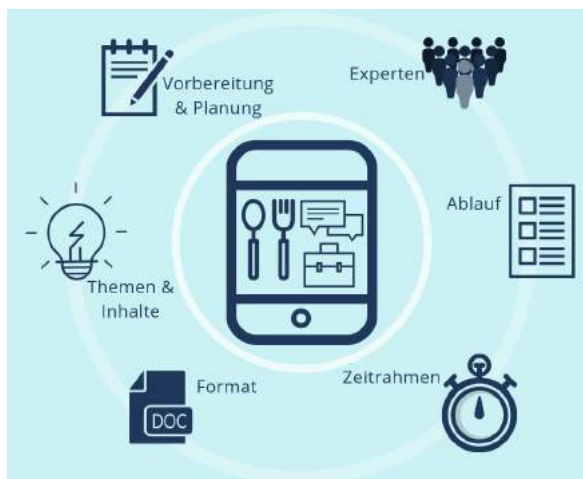 Vorbereitung
& Planung
Experten
Ablauf
Themen &
Inhalte
Zeitrahmen
Format
DOC